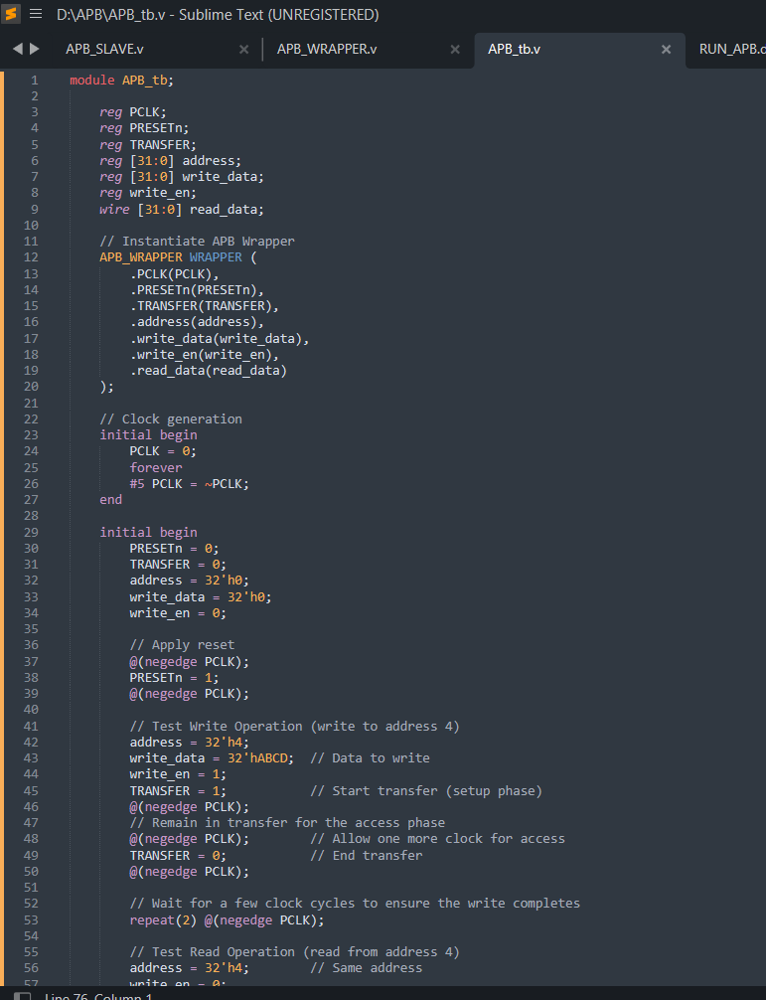 D:\APB\APB_tb.v - Sublime Text (UNREGISTERED)
APB_SLAVE.v × APB_WRAPPER.v × APB_tb.v × RUN_APB.
1 module APB_tb;
2
3 reg PCLK;
4 reg PRESETn;
5 reg TRANSFER;
6 reg [31:0] address;
7 reg [31:0] write_data;
8 reg write_en;
9 wire [31:0] read_data;
10
11 // Instantiate APB Wrapper
12 APB_WRAPPER WRAPPER (
13 .PCLK(PCLK),
14 .PRESETn(PRESETn),
15 .TRANSFER(TRANSFER),
16 .address(address),
17 .write_data(write_data),
18 .write_en(write_en),
19 .read_data(read_data)
20 );
21
22 // Clock generation
23 initial begin
24 PCLK = 0;
25 forever
26 #5 PCLK = ~PCLK;
27 end
28
29 initial begin
30 PRESETn = 0;
31 TRANSFER = 0;
32 address = 32'h0;
33 write_data = 32'h0;
34 write_en = 0;
35
36 // Apply reset
37 @(negedge PCLK);
38 PRESETn = 1;
39 @(negedge PCLK);
40
41 // Test Write Operation (write to address 4)
42 address = 32'h4;
43 write_data = 32'hABCD; // Data to write
44 write_en = 1;
45 TRANSFER = 1; // Start transfer (setup phase)
46 @(negedge PCLK);
47 // Remain in transfer for the access phase
48 @(negedge PCLK); // Allow one more clock for access
49 TRANSFER = 0; // End transfer
50 @(negedge PCLK);
51
52 // Wait for a few clock cycles to ensure the write completes
53 repeat(2) @(negedge PCLK);
54
55 // Test Read Operation (read from address 4)
56 address = 32'h4; // Same address
57 write_en = 0;
Line 76, Column 1